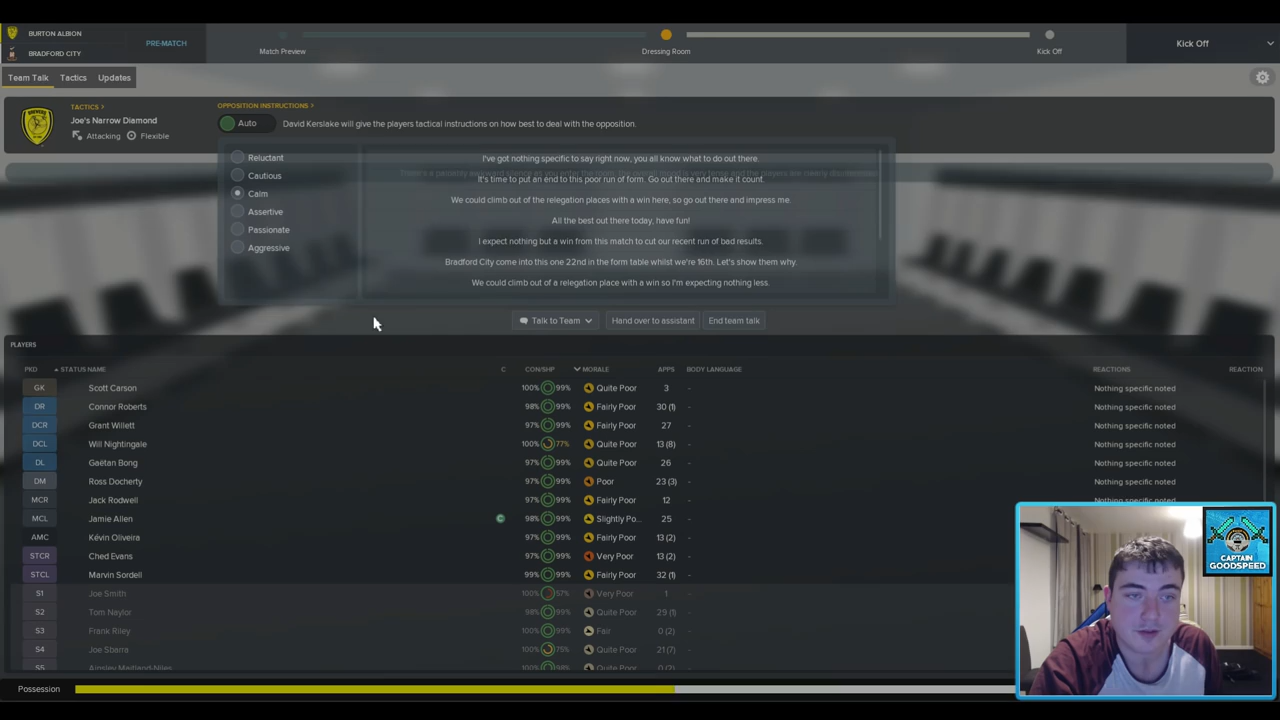 BURTON ALBION
BRADFORD CITY
PRE-MATCH
Match Preview
Dressing Room
Kick Off
Kick Off
Team Talk
Tactics
Updates
TACTICS >
Joe's Narrow Diamond
Attacking
Flexible
OPPOSITION INSTRUCTIONS >
Auto
David Kerslake will give the players tactical instructions on how best to deal with the opposition.
Reluctant
Cautious
Calm
Assertive
Passionate
Aggressive
I've got nothing specific to say right now, you all know what to do out there.
It's time to put an end to this poor run of form. Go out there and make it count.
We could climb out of the relegation places with a win here, so go out there and impress me.
All the best out there today, have fun!
I expect nothing but a win from this match to cut our recent run of bad results.
Bradford City come into this one 22nd in the form table whilst we're 16th. Let's show them why.
We could climb out of a relegation place with a win so I'm expecting nothing less.
Talk to Team
Hand over to assistant
End team talk
PLAYERS
PKD STATUS NAME C CON/SHP MORALE APPS BODY LANGUAGE REACTIONS REACTION
GK Scott Carson 100% 99% Quite Poor 3 - Nothing specific noted
DR Connor Roberts 98% 99% Fairly Poor 30 (1) - Nothing specific noted
DCR Grant Willett 97% 99% Fairly Poor 27 - Nothing specific noted
DCL Will Nightingale 100% 77% Quite Poor 13 (8) - Nothing specific noted
DL Gaëtan Bong 97% 99% Quite Poor 26 - Nothing specific noted
DM Ross Docherty 97% 99% Poor 23 (3) - Nothing specific noted
MCR Jack Rodwell 97% 99% Fairly Poor 12 - Nothing specific noted
MCL Jamie Allen C 98% 99% Slightly Po... 25 -
AMC Kévin Oliveira 97% 99% Fairly Poor 13 (2) -
STCR Ched Evans 97% 99% Very Poor 13 (2) -
STCL Marvin Sordell 99% 99% Fairly Poor 32 (1) -
S1 Joe Smith 100% 57% Very Poor 1 -
S2 Tom Naylor 98% 99% Quite Poor 29 (1) -
S3 Frank Riley 100% 99% Fair 0 (2) -
S4 Joe Sbarra 100% 75% Quite Poor 21 (7) -
S5 Ainsley Maitland-Niles 100% 98% Quite Poor 0 (2) -
Possession
CAPTAIN
GOODSPEED